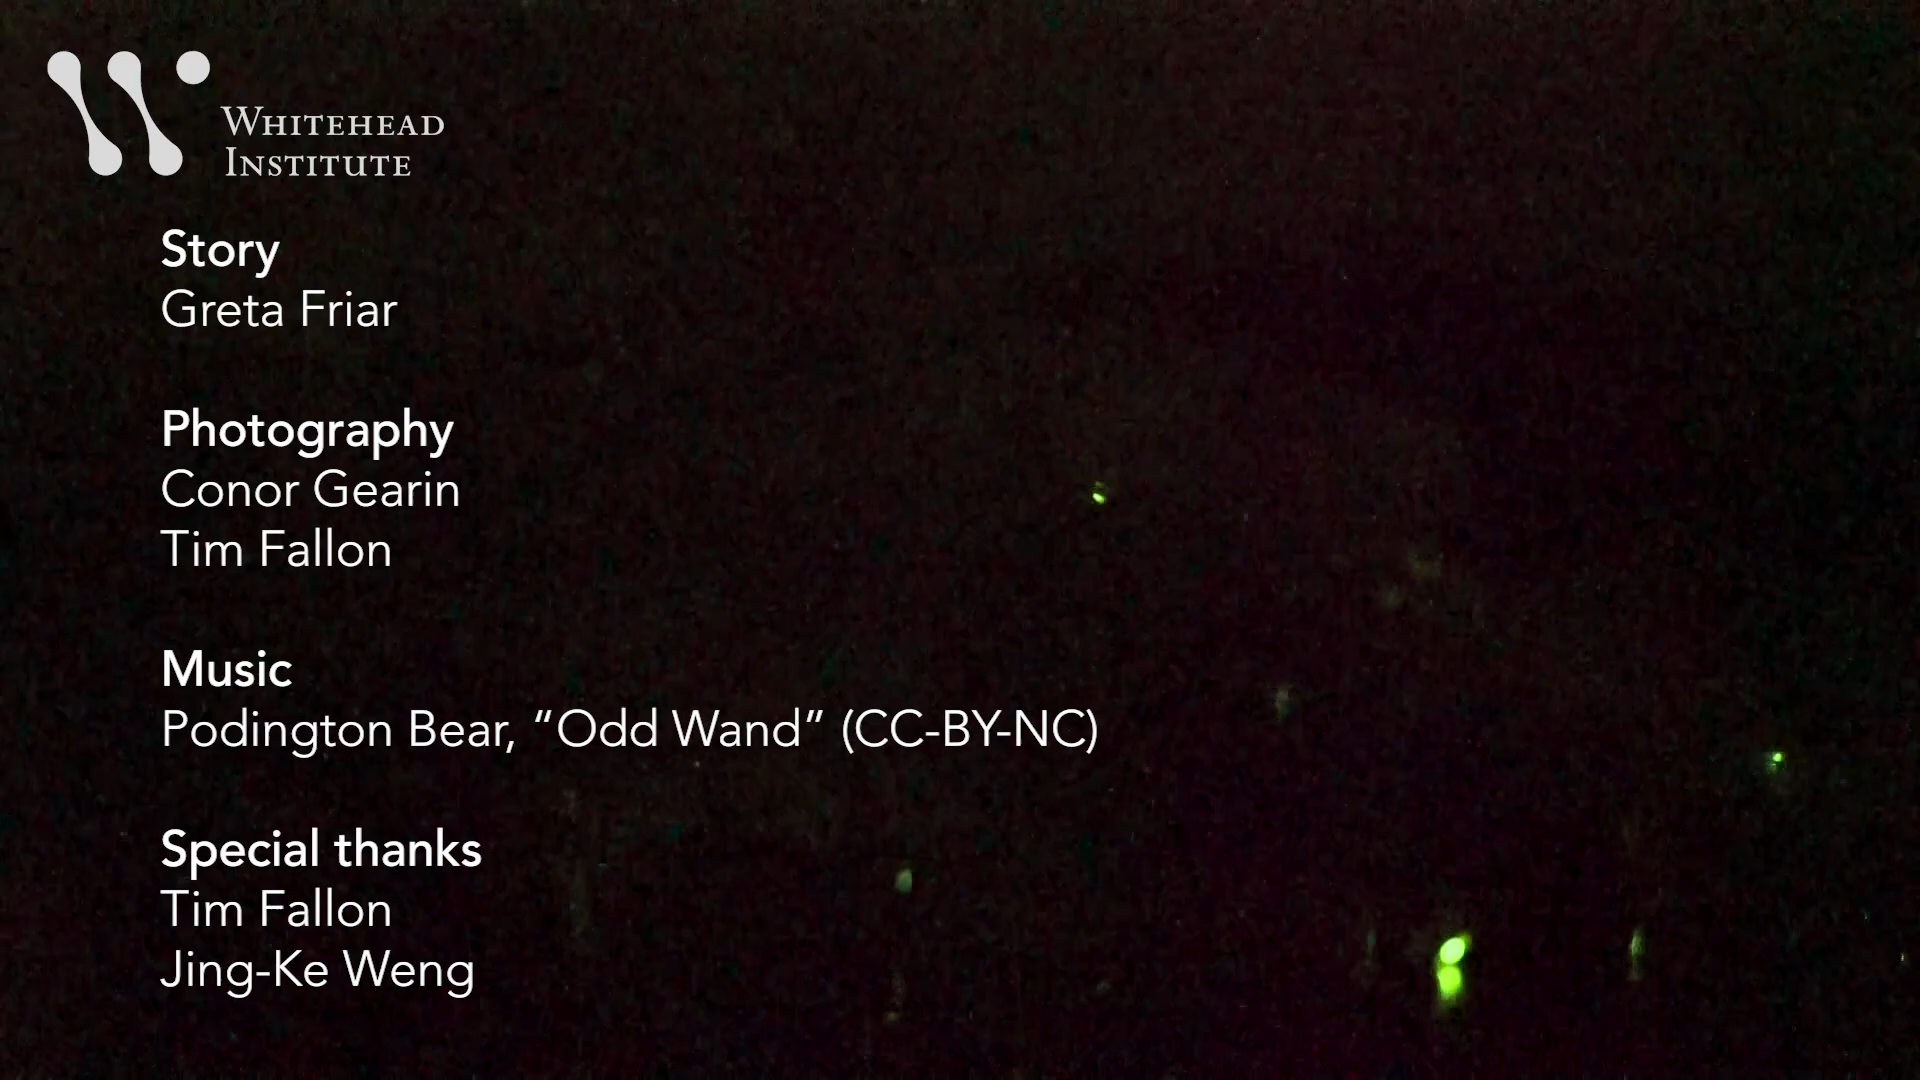 WHITEHEAD
INSTITUTE
Story
Greta Friar
Photography
Conor Gearin
Tim Fallon
Music
Podington Bear, “Odd Wand” (CC-BY-NC)
Special thanks
Tim Fallon
Jing-Ke Weng